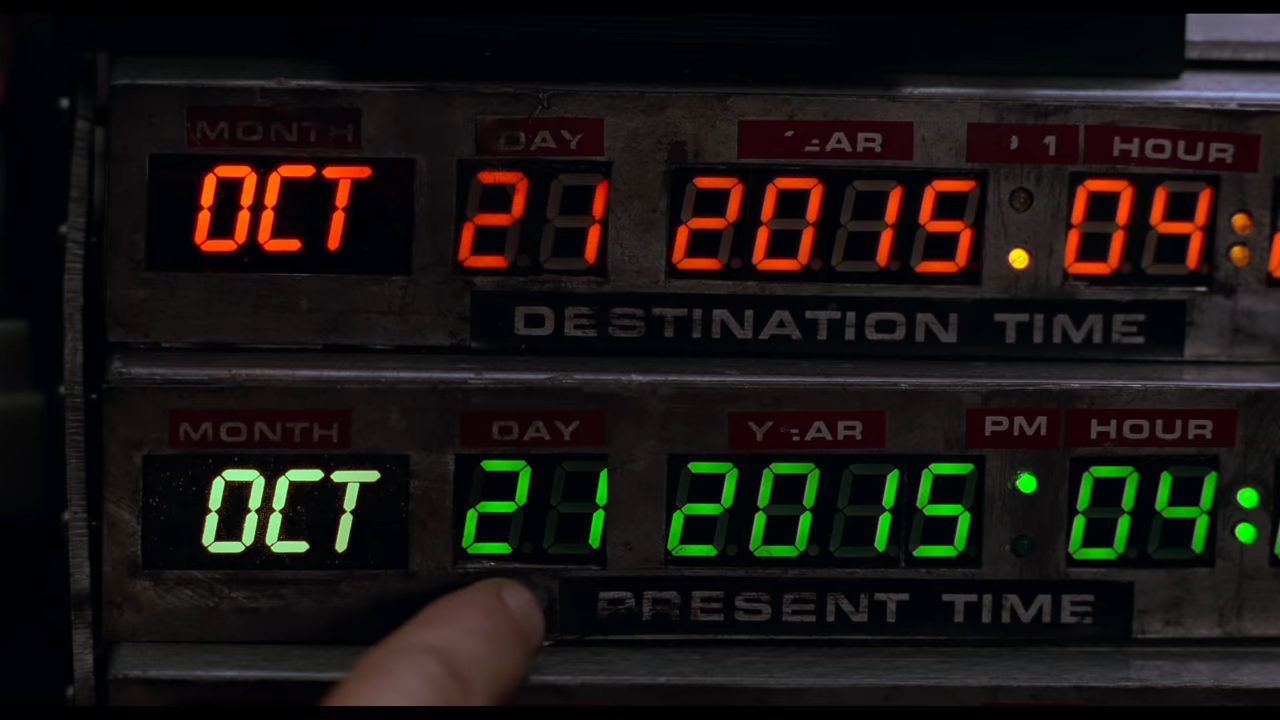 MONTH DAY HOUR
OCT 21 2015 04
DESTINATION TIME
MONTH DAY PM HOUR
OCT 21 2015 04
PRESENT TIME